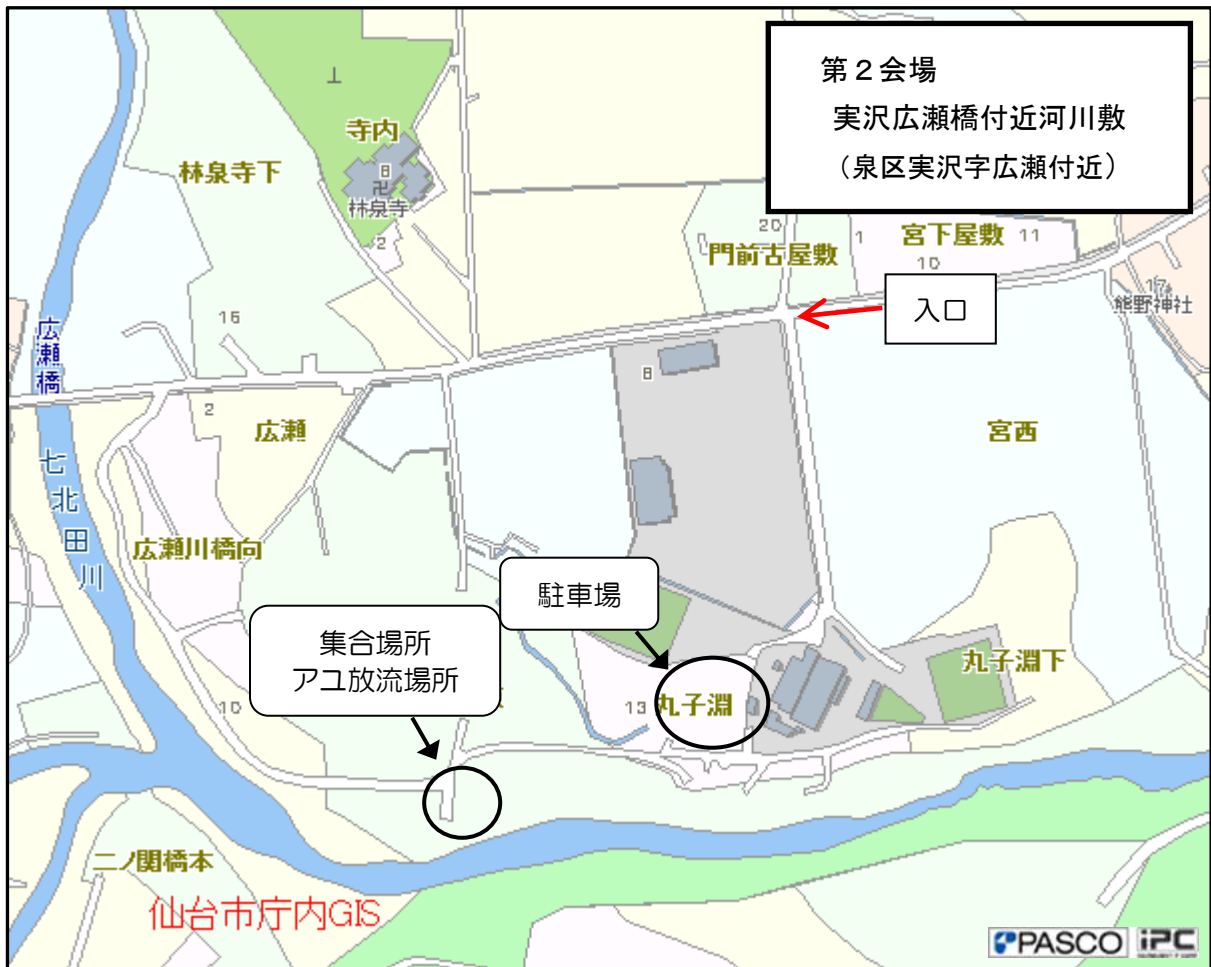 第２会場
実沢広瀬橋付近河川敷
（泉区実沢字広瀬付近）
寺内
林泉寺下
8
卍
林泉寺
2
20
門前古屋敷
1
宮下屋敷
11
10
17
熊野神社
入口
16
広瀬橋
8
2
広瀬
宮西
七北田川
広瀬川橋向
駐車場
集合場所
アユ放流場所
丸子淵下
10
13
丸子淵
二ノ関橋本
仙台市庁内GIS
PASCO
iPC